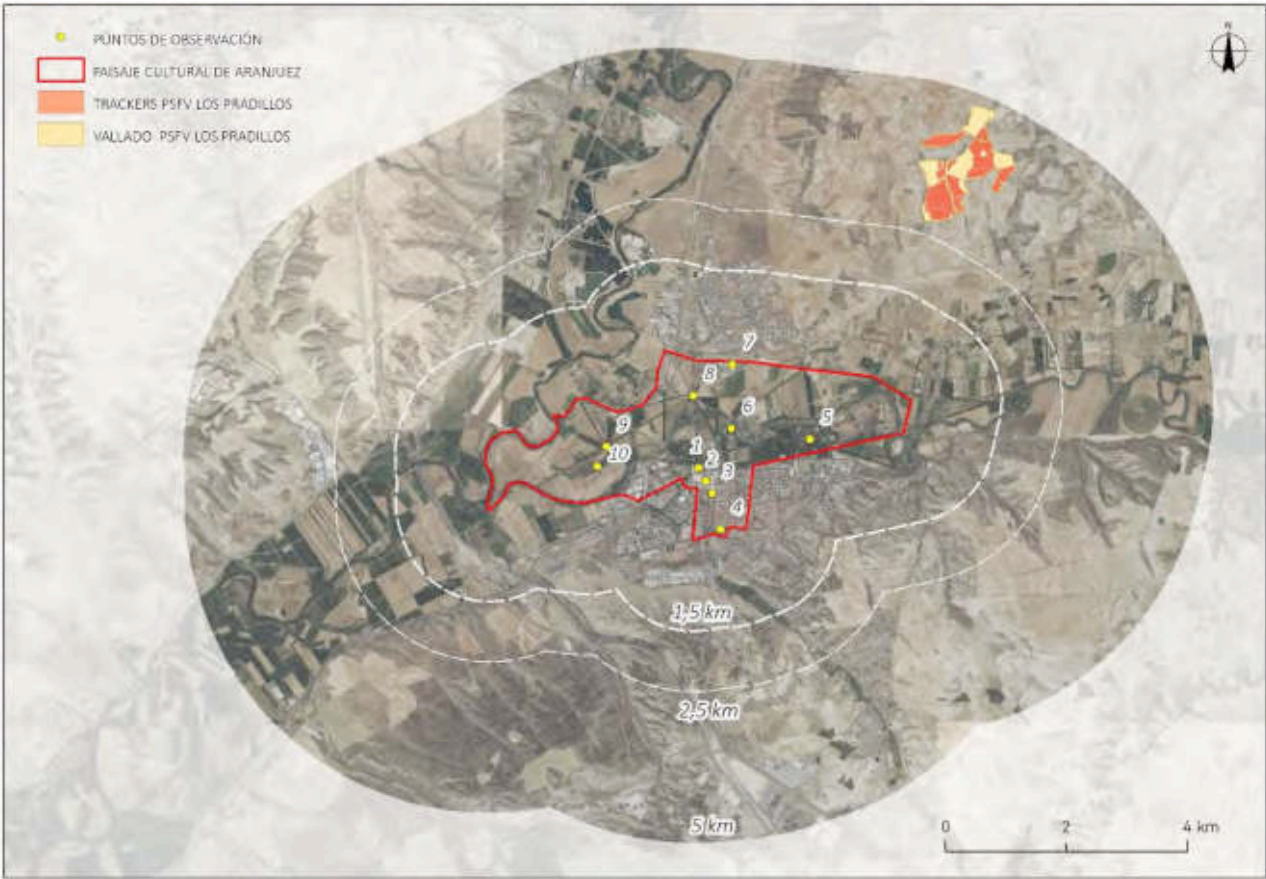 PUNTOS DE OBSERVACIÓN
N
PAISAJE CULTURAL DE ARANJUEZ
TRACKERS PSFV LOS PRADILLOS
VALLADO PSFV LOS PRADILLOS
7
8
6
5
9
10
1
2
3
4
1,5 km
2,5 km
5 km
0 2 4 km